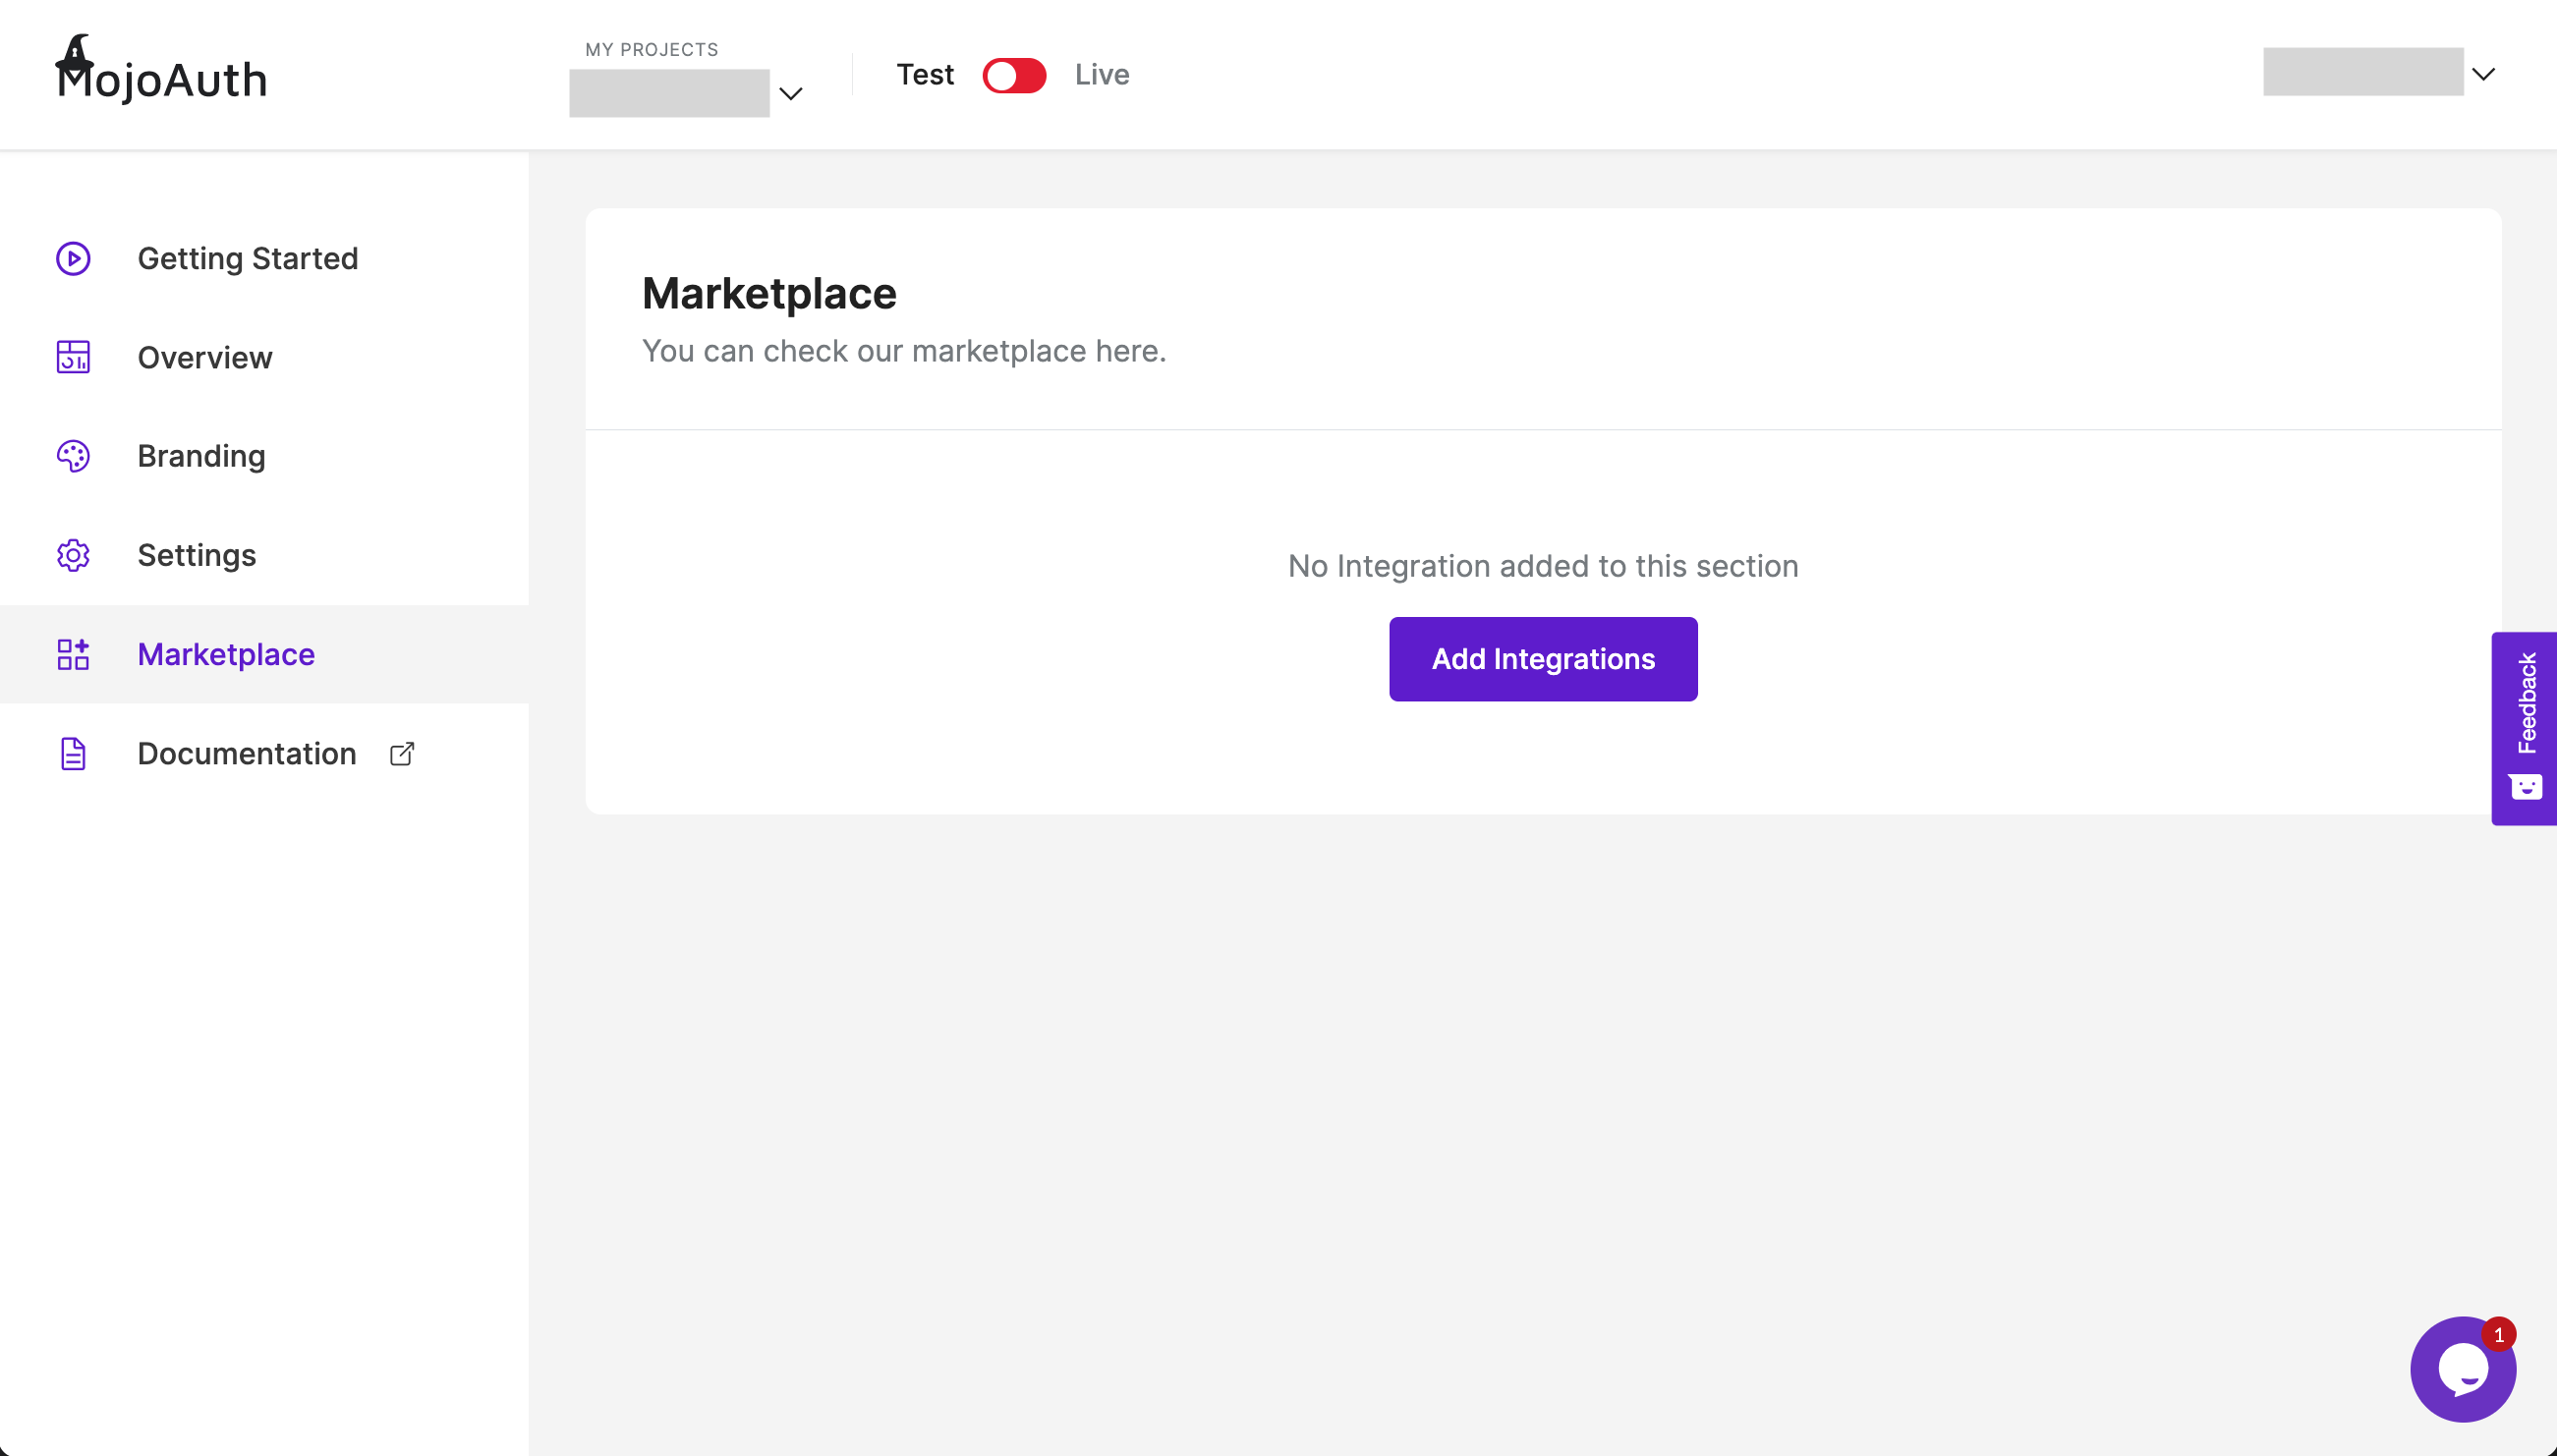 MojoAuth
MY PROJECTS
Test
Live
Getting Started
Overview
Branding
Settings
Marketplace
Documentation
Marketplace
You can check our marketplace here.
No Integration added to this section
Add Integrations
Feedback
1